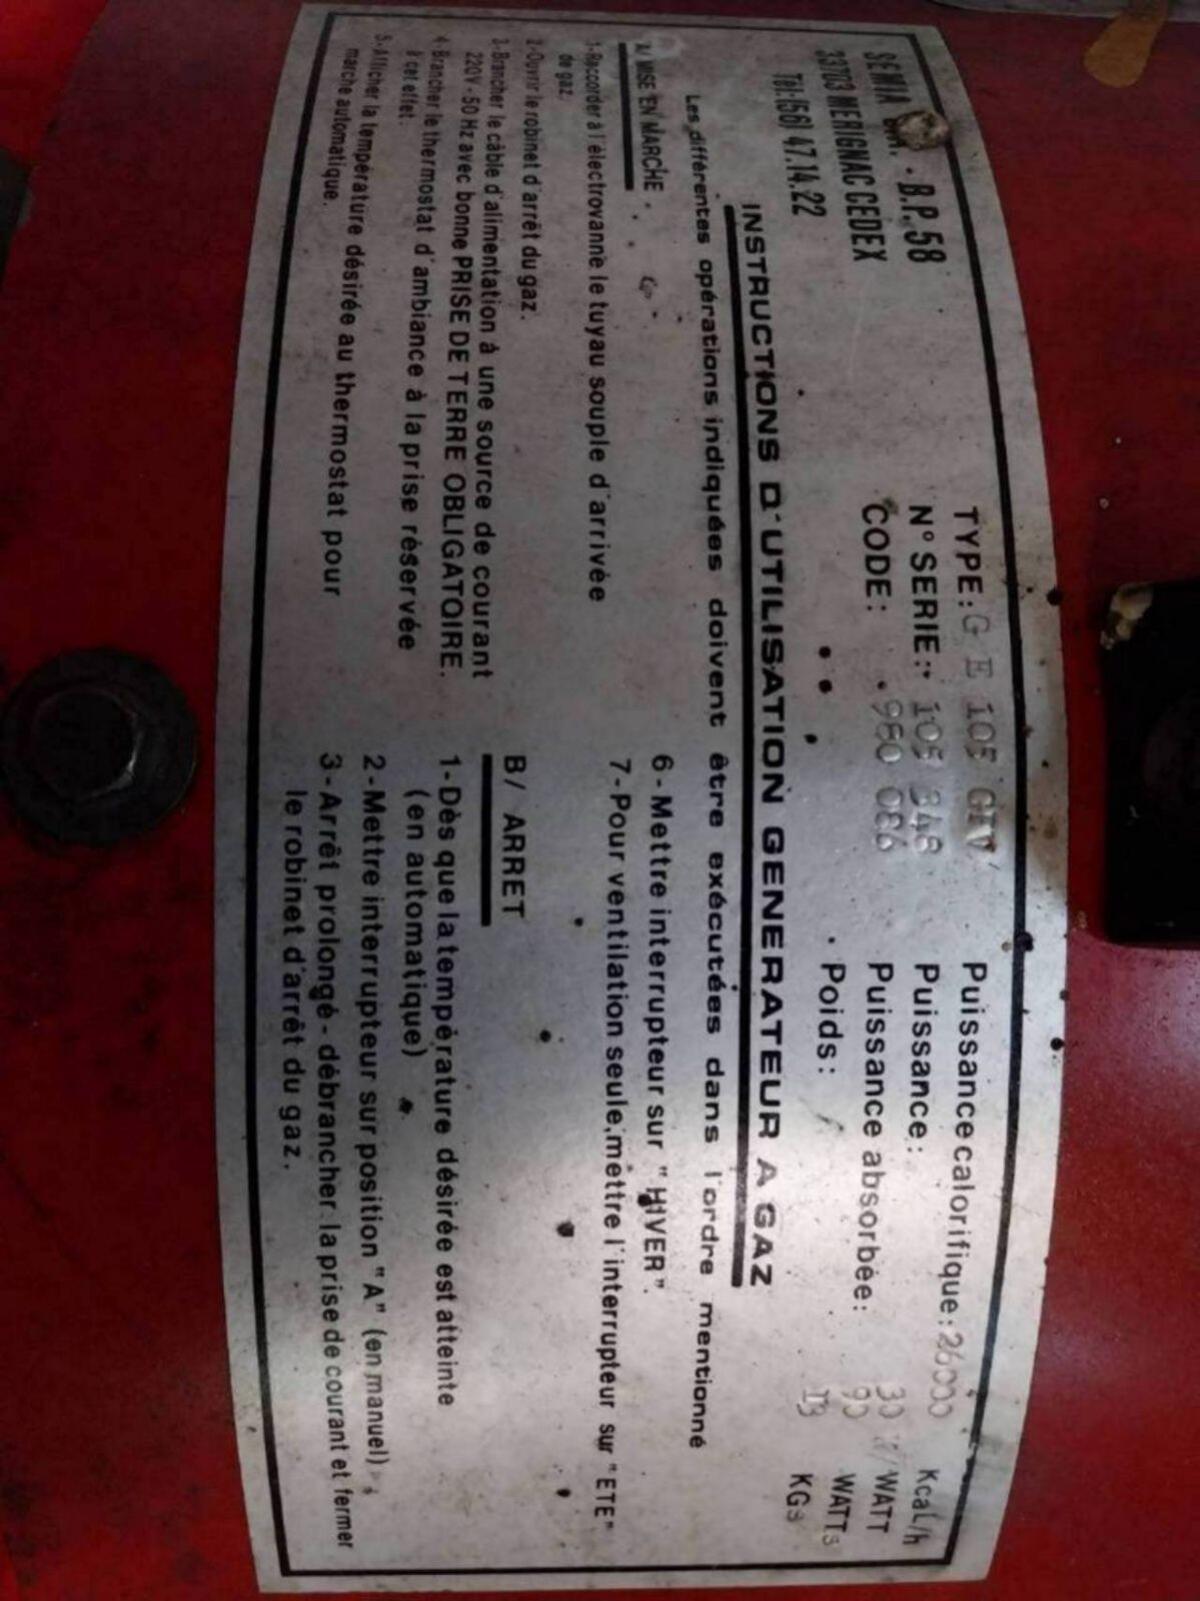 SEMIA . B.P. 58
33703 MERIGNAC CEDEX
Tél. (56) 47.14.22
TYPE: G E 105 GEV
N° SERIE: 105 348
CODE: 980 086
Puissance calorifique: 26000 Kcal/h
Puissance: 30 K/WATT
Puissance absorbée: 90 WATTs
Poids: 13 KGs
INSTRUCTIONS D'UTILISATION GENERATEUR A GAZ
Les différentes opérations indiquées doivent être exécutées dans l'ordre mentionné
A/ MISE EN MARCHE
1-Raccorder à l'électrovanne le tuyau souple d'arrivée
de gaz.
2-Ouvrir le robinet d'arrêt du gaz.
3-Brancher le câble d'alimentation à une source de courant
220V - 50 Hz avec bonne PRISE DE TERRE OBLIGATOIRE.
4-Brancher le thermostat d'ambiance à la prise réservée
à cet effet.
5-Afficher la température désirée au thermostat pour
marche automatique.
6-Mettre interrupteur sur "HIVER".
7-Pour ventilation seule, mettre l'interrupteur sur "ETE"
B/ ARRET
1-Dès que la température désirée est atteinte
(en automatique)
2-Mettre interrupteur sur position "A" (en manuel)
3-Arrêt prolongé - débrancher la prise de courant et fermer
le robinet d'arrêt du gaz.